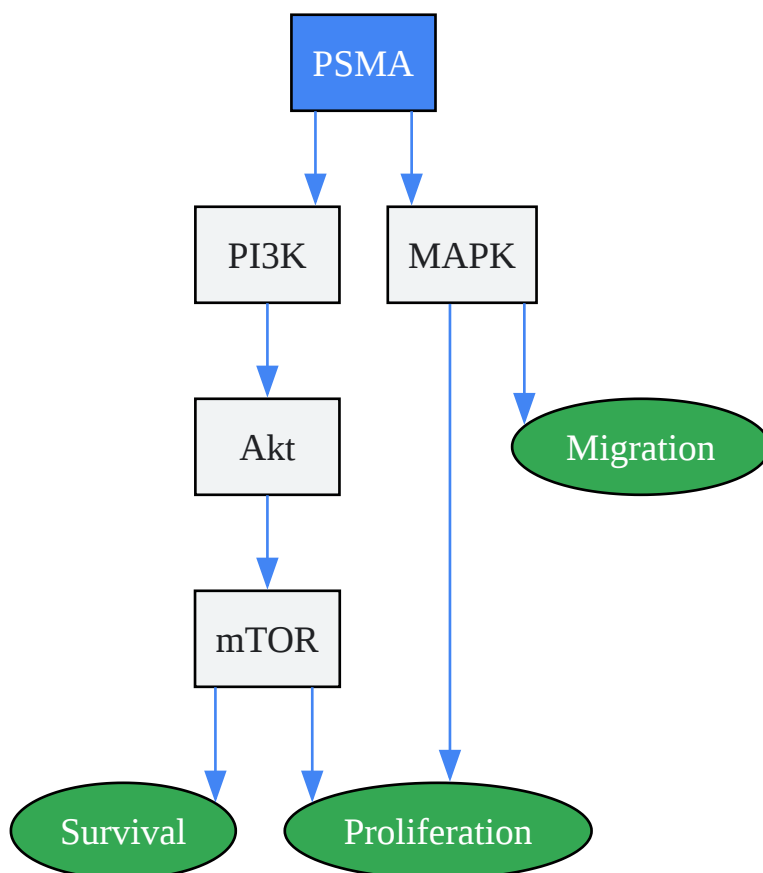 PSMA
PI3K
MAPK
Akt
Migration
mTOR
Survival
Proliferation